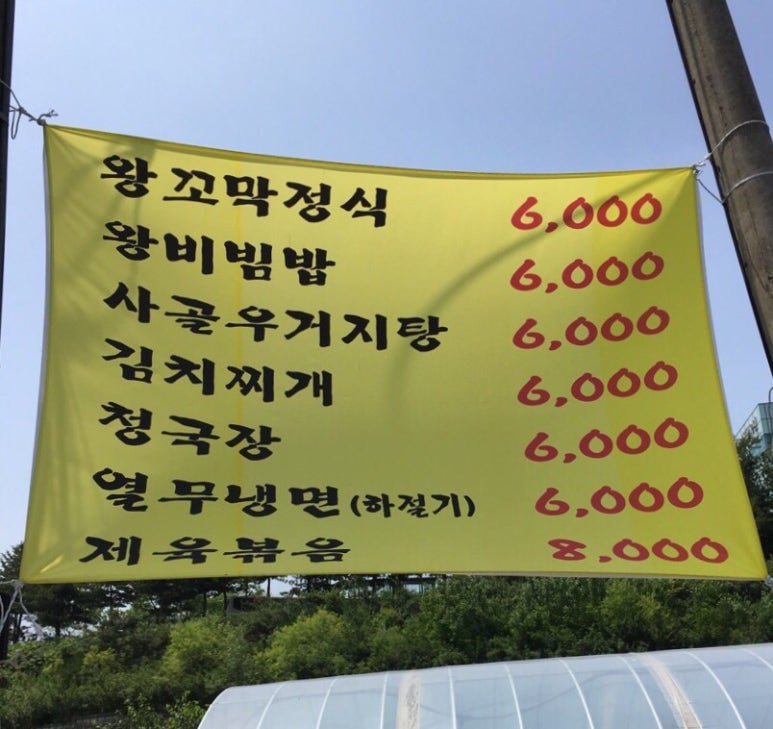 왕꼬막정식 6,000
왕비빔밥 6,000
사골우거지탕 6,000
김치찌개 6,000
청국장 6,000
열무냉면(하절기) 6,000
제육볶음 8,000